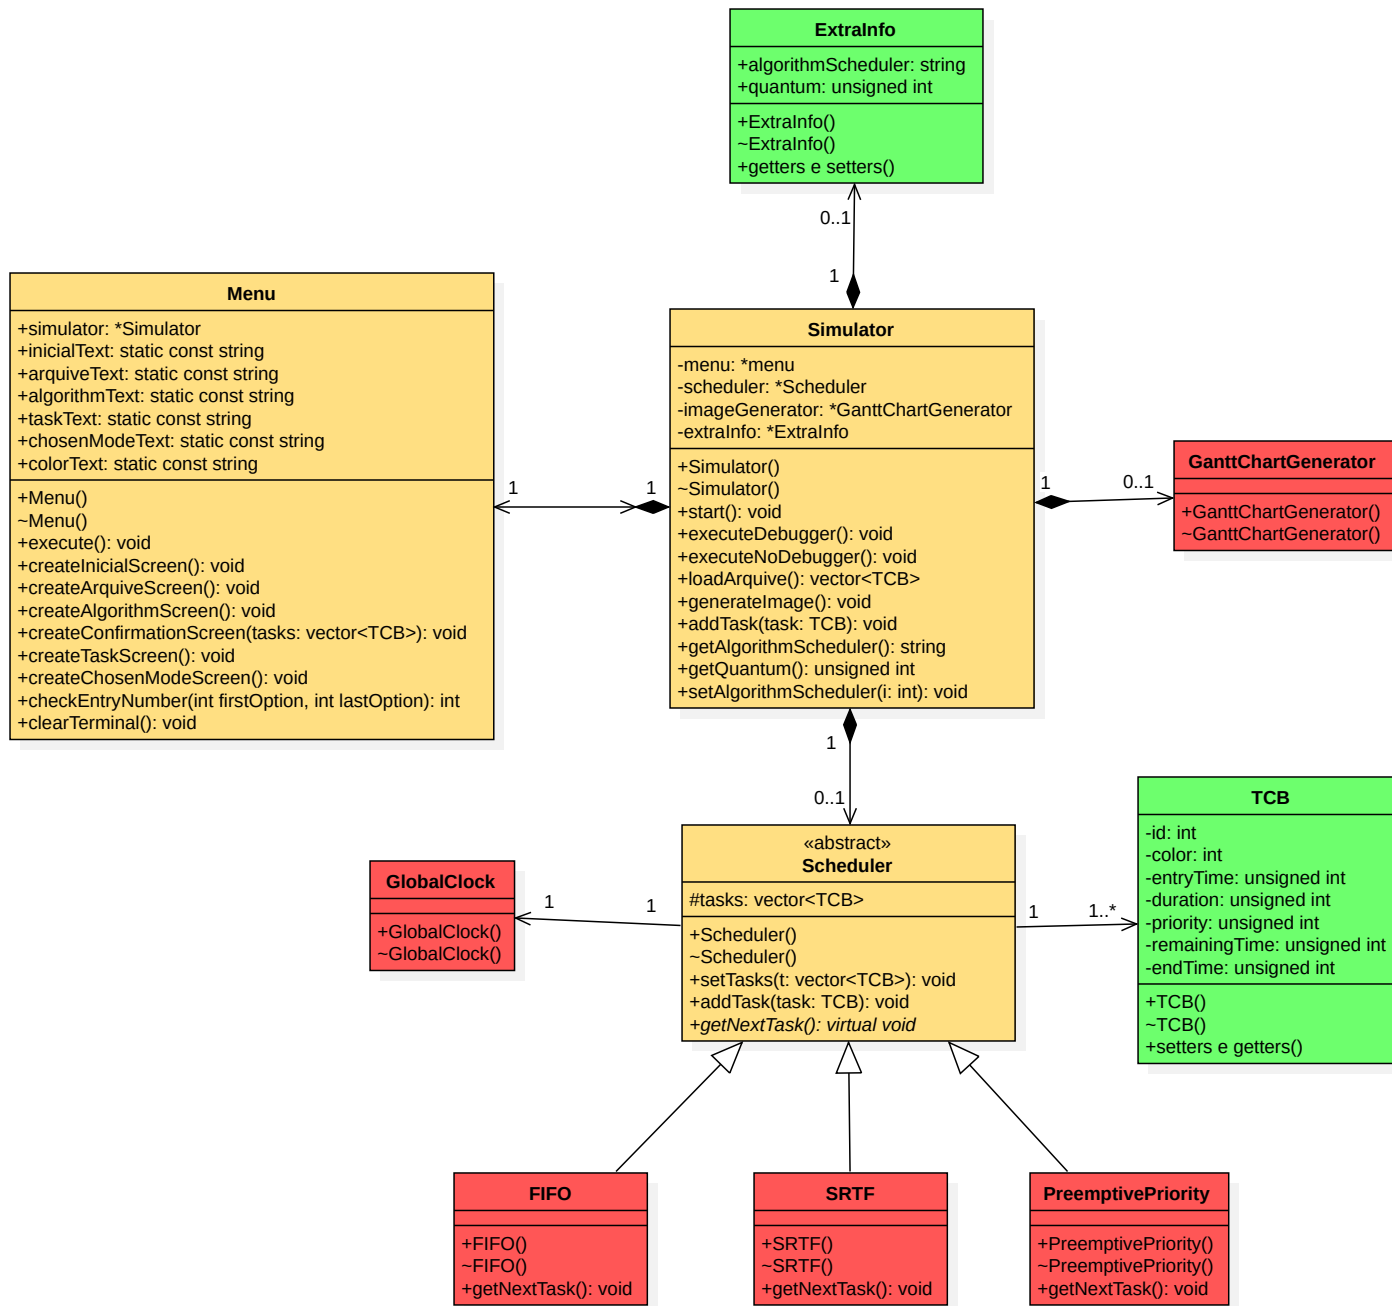 ExtraInfo
+algorithmScheduler: string
+quantum: unsigned int
+ExtraInfo()
~ExtraInfo()
+getters e setters()
0..1
1
Menu
+simulator: *Simulator
+inicialText: static const string
+arquiveText: static const string
+algorithmText: static const string
+taskText: static const string
+chosenModeText: static const string
+colorText: static const string
+Menu()
~Menu()
+execute(): void
+createInicialScreen(): void
+createArquiveScreen(): void
+createAlgorithmScreen(): void
+createConfirmationScreen(tasks: vector<TCB>): void
+createTaskScreen(): void
+createChosenModeScreen(): void
+checkEntryNumber(int firstOption, int lastOption): int
+clearTerminal(): void
1
1
Simulator
-menu: *menu
-scheduler: *Scheduler
-imageGenerator: *GanttChartGenerator
-extraInfo: *ExtraInfo
+Simulator()
~Simulator()
+start(): void
+executeDebugger(): void
+executeNoDebugger(): void
+loadArquive(): vector<TCB>
+generateImage(): void
+addTask(task: TCB): void
+getAlgorithmScheduler(): string
+getQuantum(): unsigned int
+setAlgorithmScheduler(i: int): void
1
0..1
GanttChartGenerator
+GanttChartGenerator()
~GanttChartGenerator()
1
0..1
GlobalClock
+GlobalClock()
~GlobalClock()
1
1
«abstract»
Scheduler
#tasks: vector<TCB>
+Scheduler()
~Scheduler()
+setTasks(t: vector<TCB>): void
+addTask(task: TCB): void
+getNextTask(): virtual void
1
1..*
TCB
-id: int
-color: int
-entryTime: unsigned int
-duration: unsigned int
-priority: unsigned int
-remainingTime: unsigned int
-endTime: unsigned int
+TCB()
~TCB()
+setters e getters()
FIFO
+FIFO()
~FIFO()
+getNextTask(): void
SRTF
+SRTF()
~SRTF()
+getNextTask(): void
PreemptivePriority
+PreemptivePriority()
~PreemptivePriority()
+getNextTask(): void